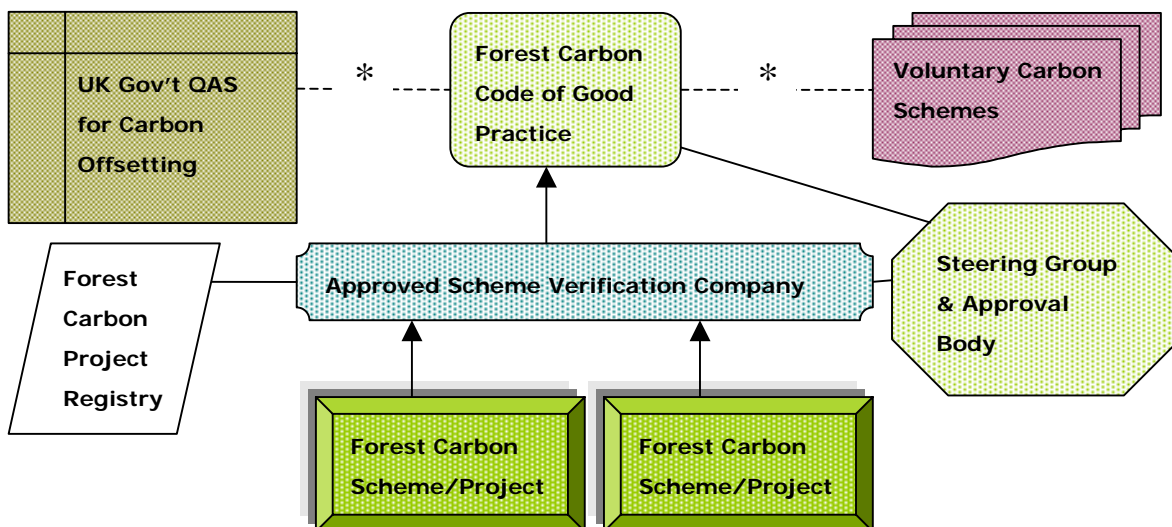 UK Gov't QAS
for Carbon
Offsetting
*
Forest Carbon
Code of Good
Practice
*
Voluntary Carbon
Schemes
Forest
Carbon
Project
Registry
Approved Scheme Verification Company
Steering Group
& Approval
Body
Forest Carbon
Scheme/Project
Forest Carbon
Scheme/Project